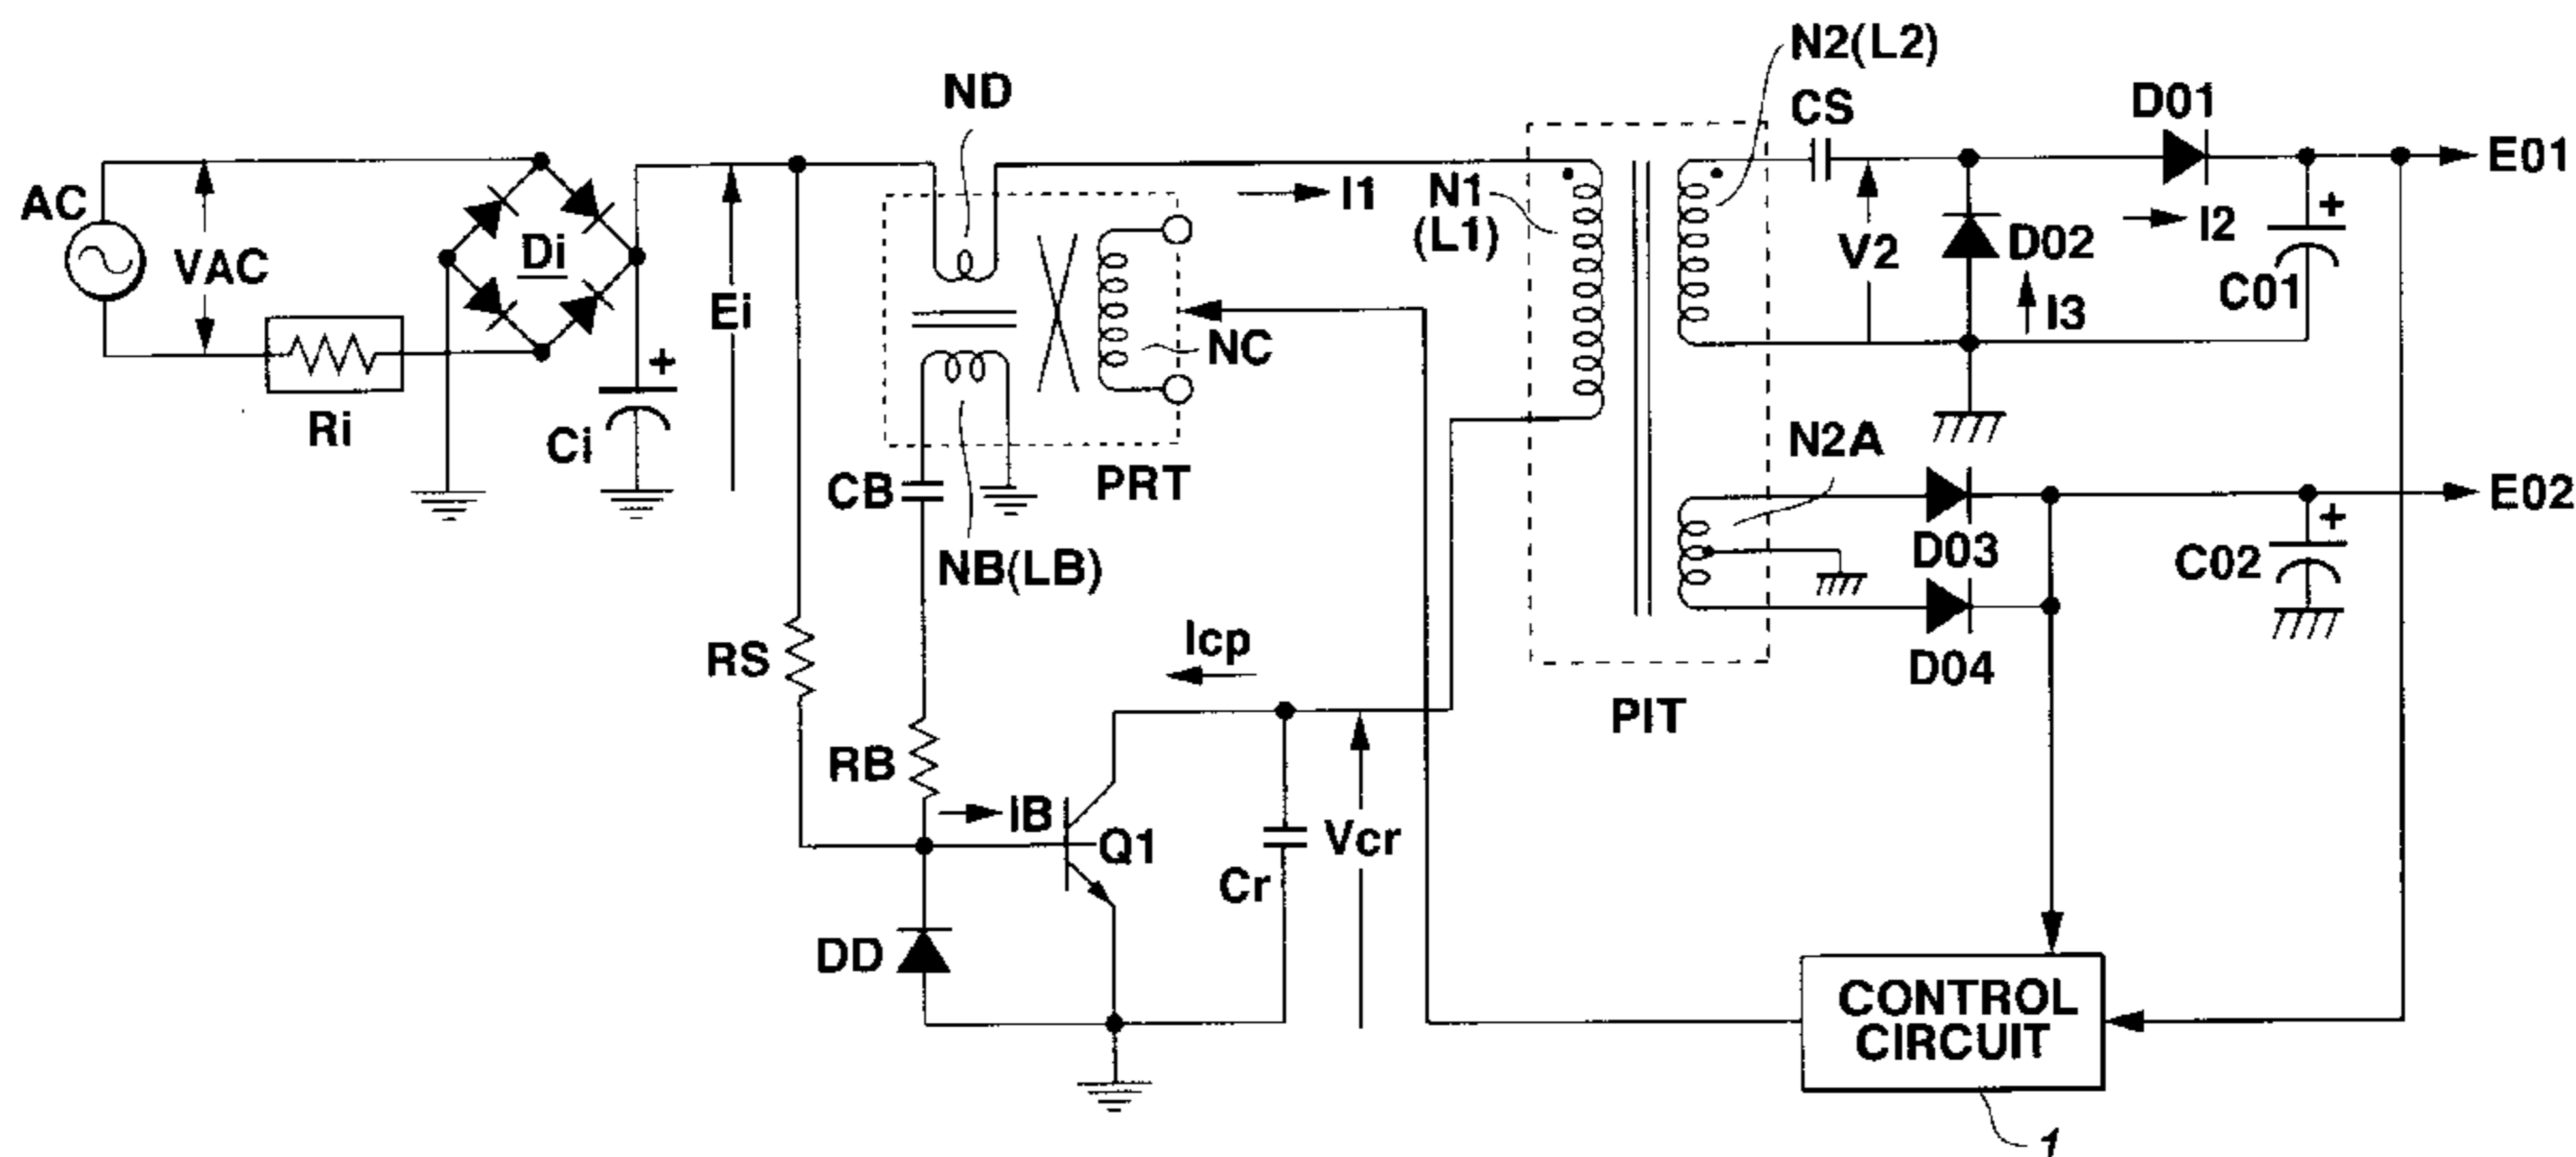 N2(L2)
ND
CS
D01
E01
AC
VAC
Di
I1
N1
(L1)
V2
D02
I2
C01
I3
Ei
NC
Ri
Ci
+
+
PRT
N2A
CB
E02
D03
+
C02
NB(LB)
RS
Icp
D04
PIT
RB
IB
Q1
Vcr
Cr
DD
CONTROL
CIRCUIT
1